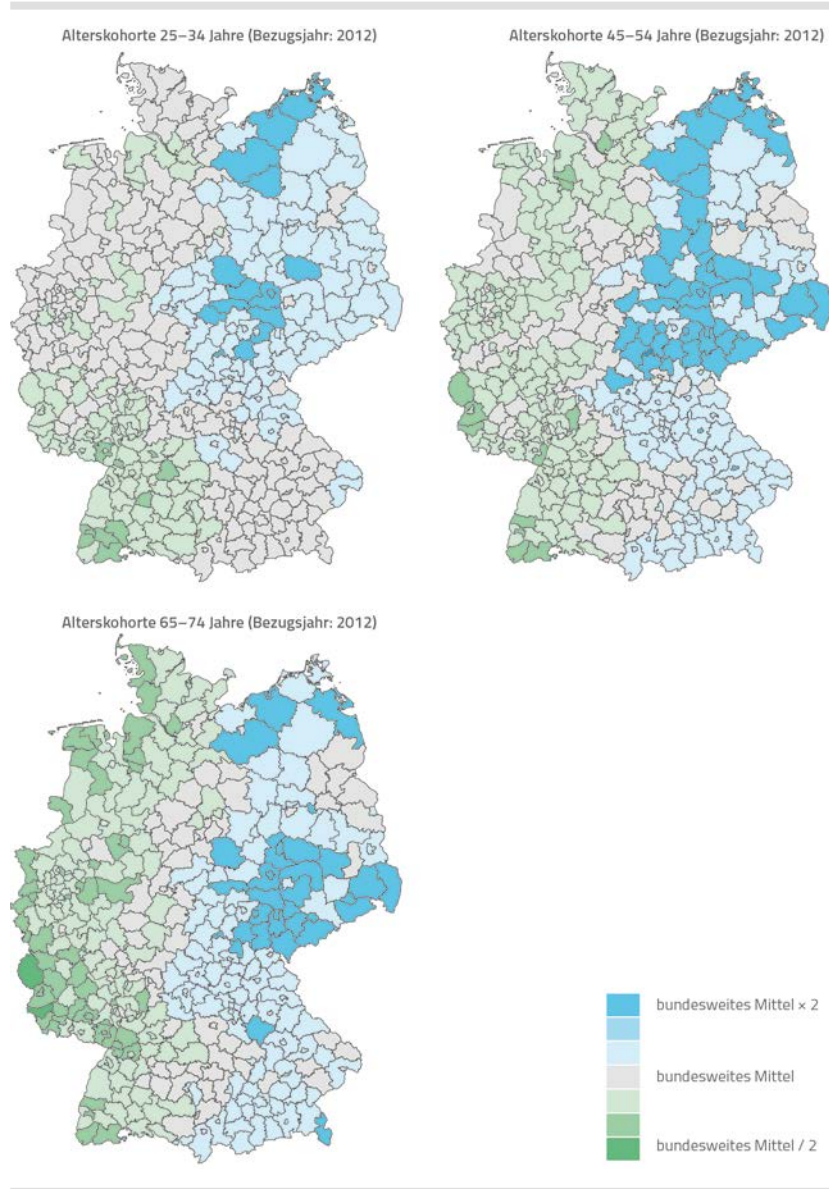 Alterskohorte 25–34 Jahre (Bezugsjahr: 2012)
Alterskohorte 45–54 Jahre (Bezugsjahr: 2012)
Alterskohorte 65–74 Jahre (Bezugsjahr: 2012)
bundesweites Mittel × 2
bundesweites Mittel
bundesweites Mittel / 2